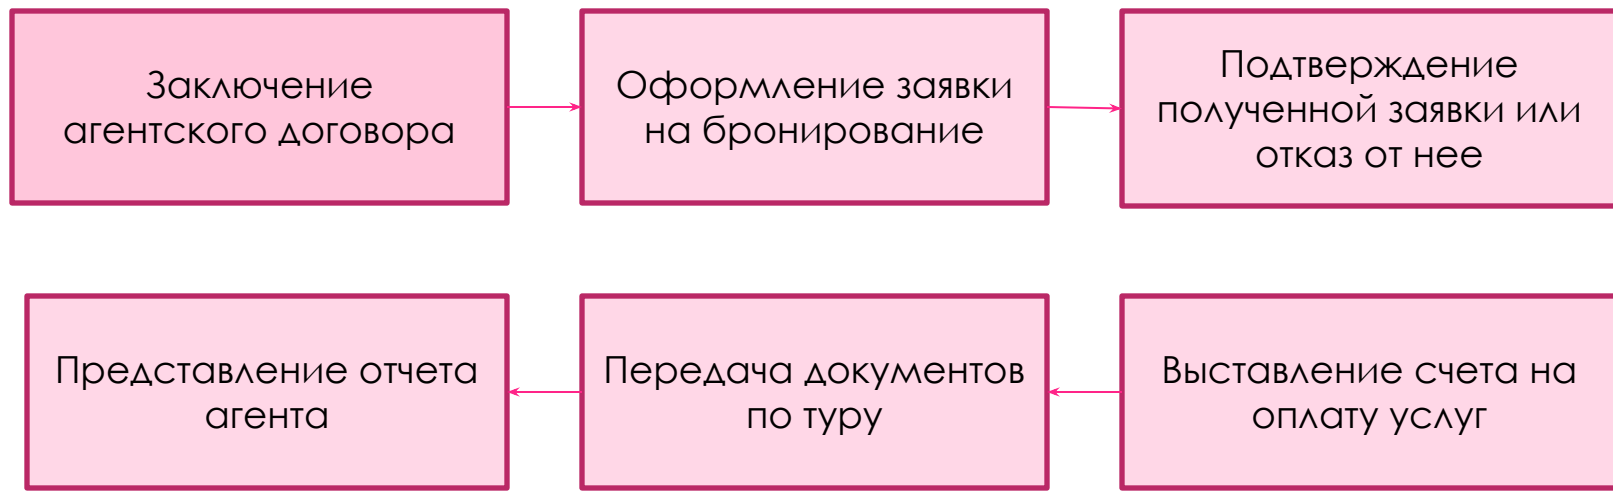 Заключение
агентского договора
Оформление заявки
на бронирование
Подтверждение
полученной заявки или
отказ от нее
Представление отчета
агента
Передача документов
по туру
Выставление счета на
оплату услуг